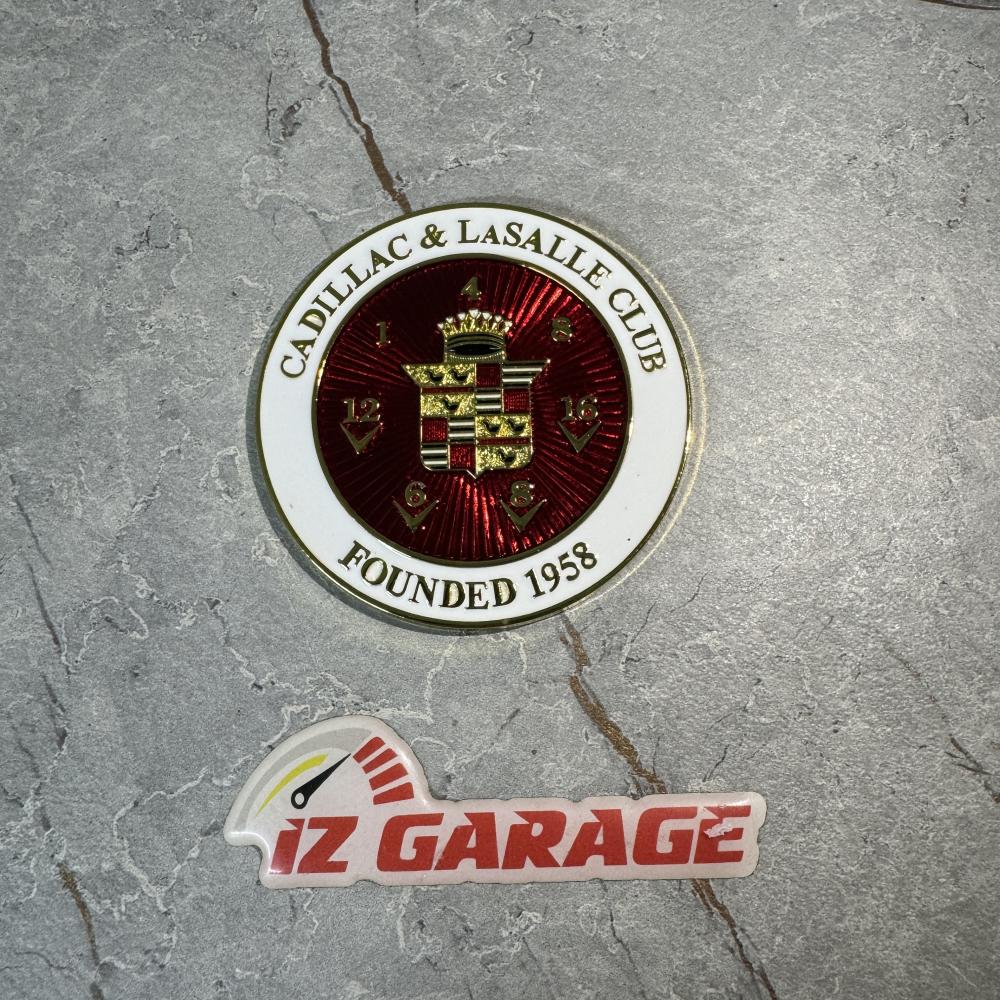 CADILLAC & LASALLE CLUB
4
1
8
12
16
6
8
FOUNDED 1958
iZ GARAGE